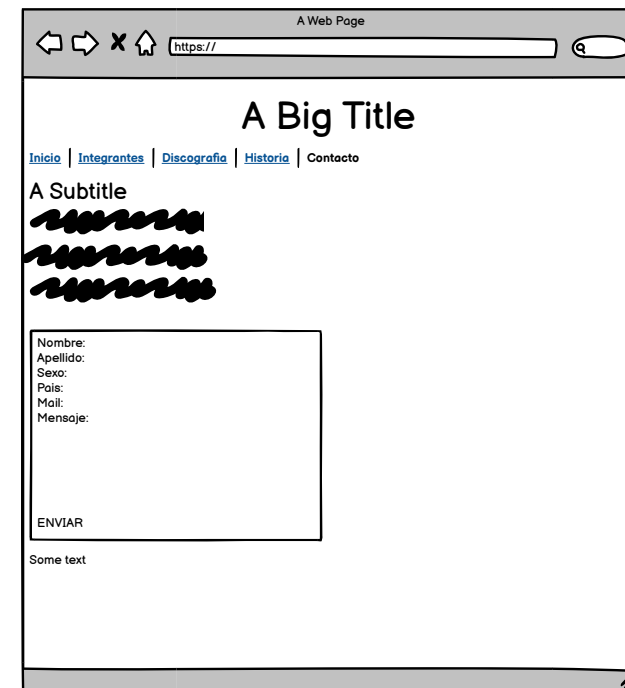 A Web Page
https://
A Big Title
Inicio | Integrantes | Discografia | Historia | Contacto
A Subtitle
Nombre:
Apellido:
Sexo:
Pais:
Mail:
Mensaje:
ENVIAR
Some text